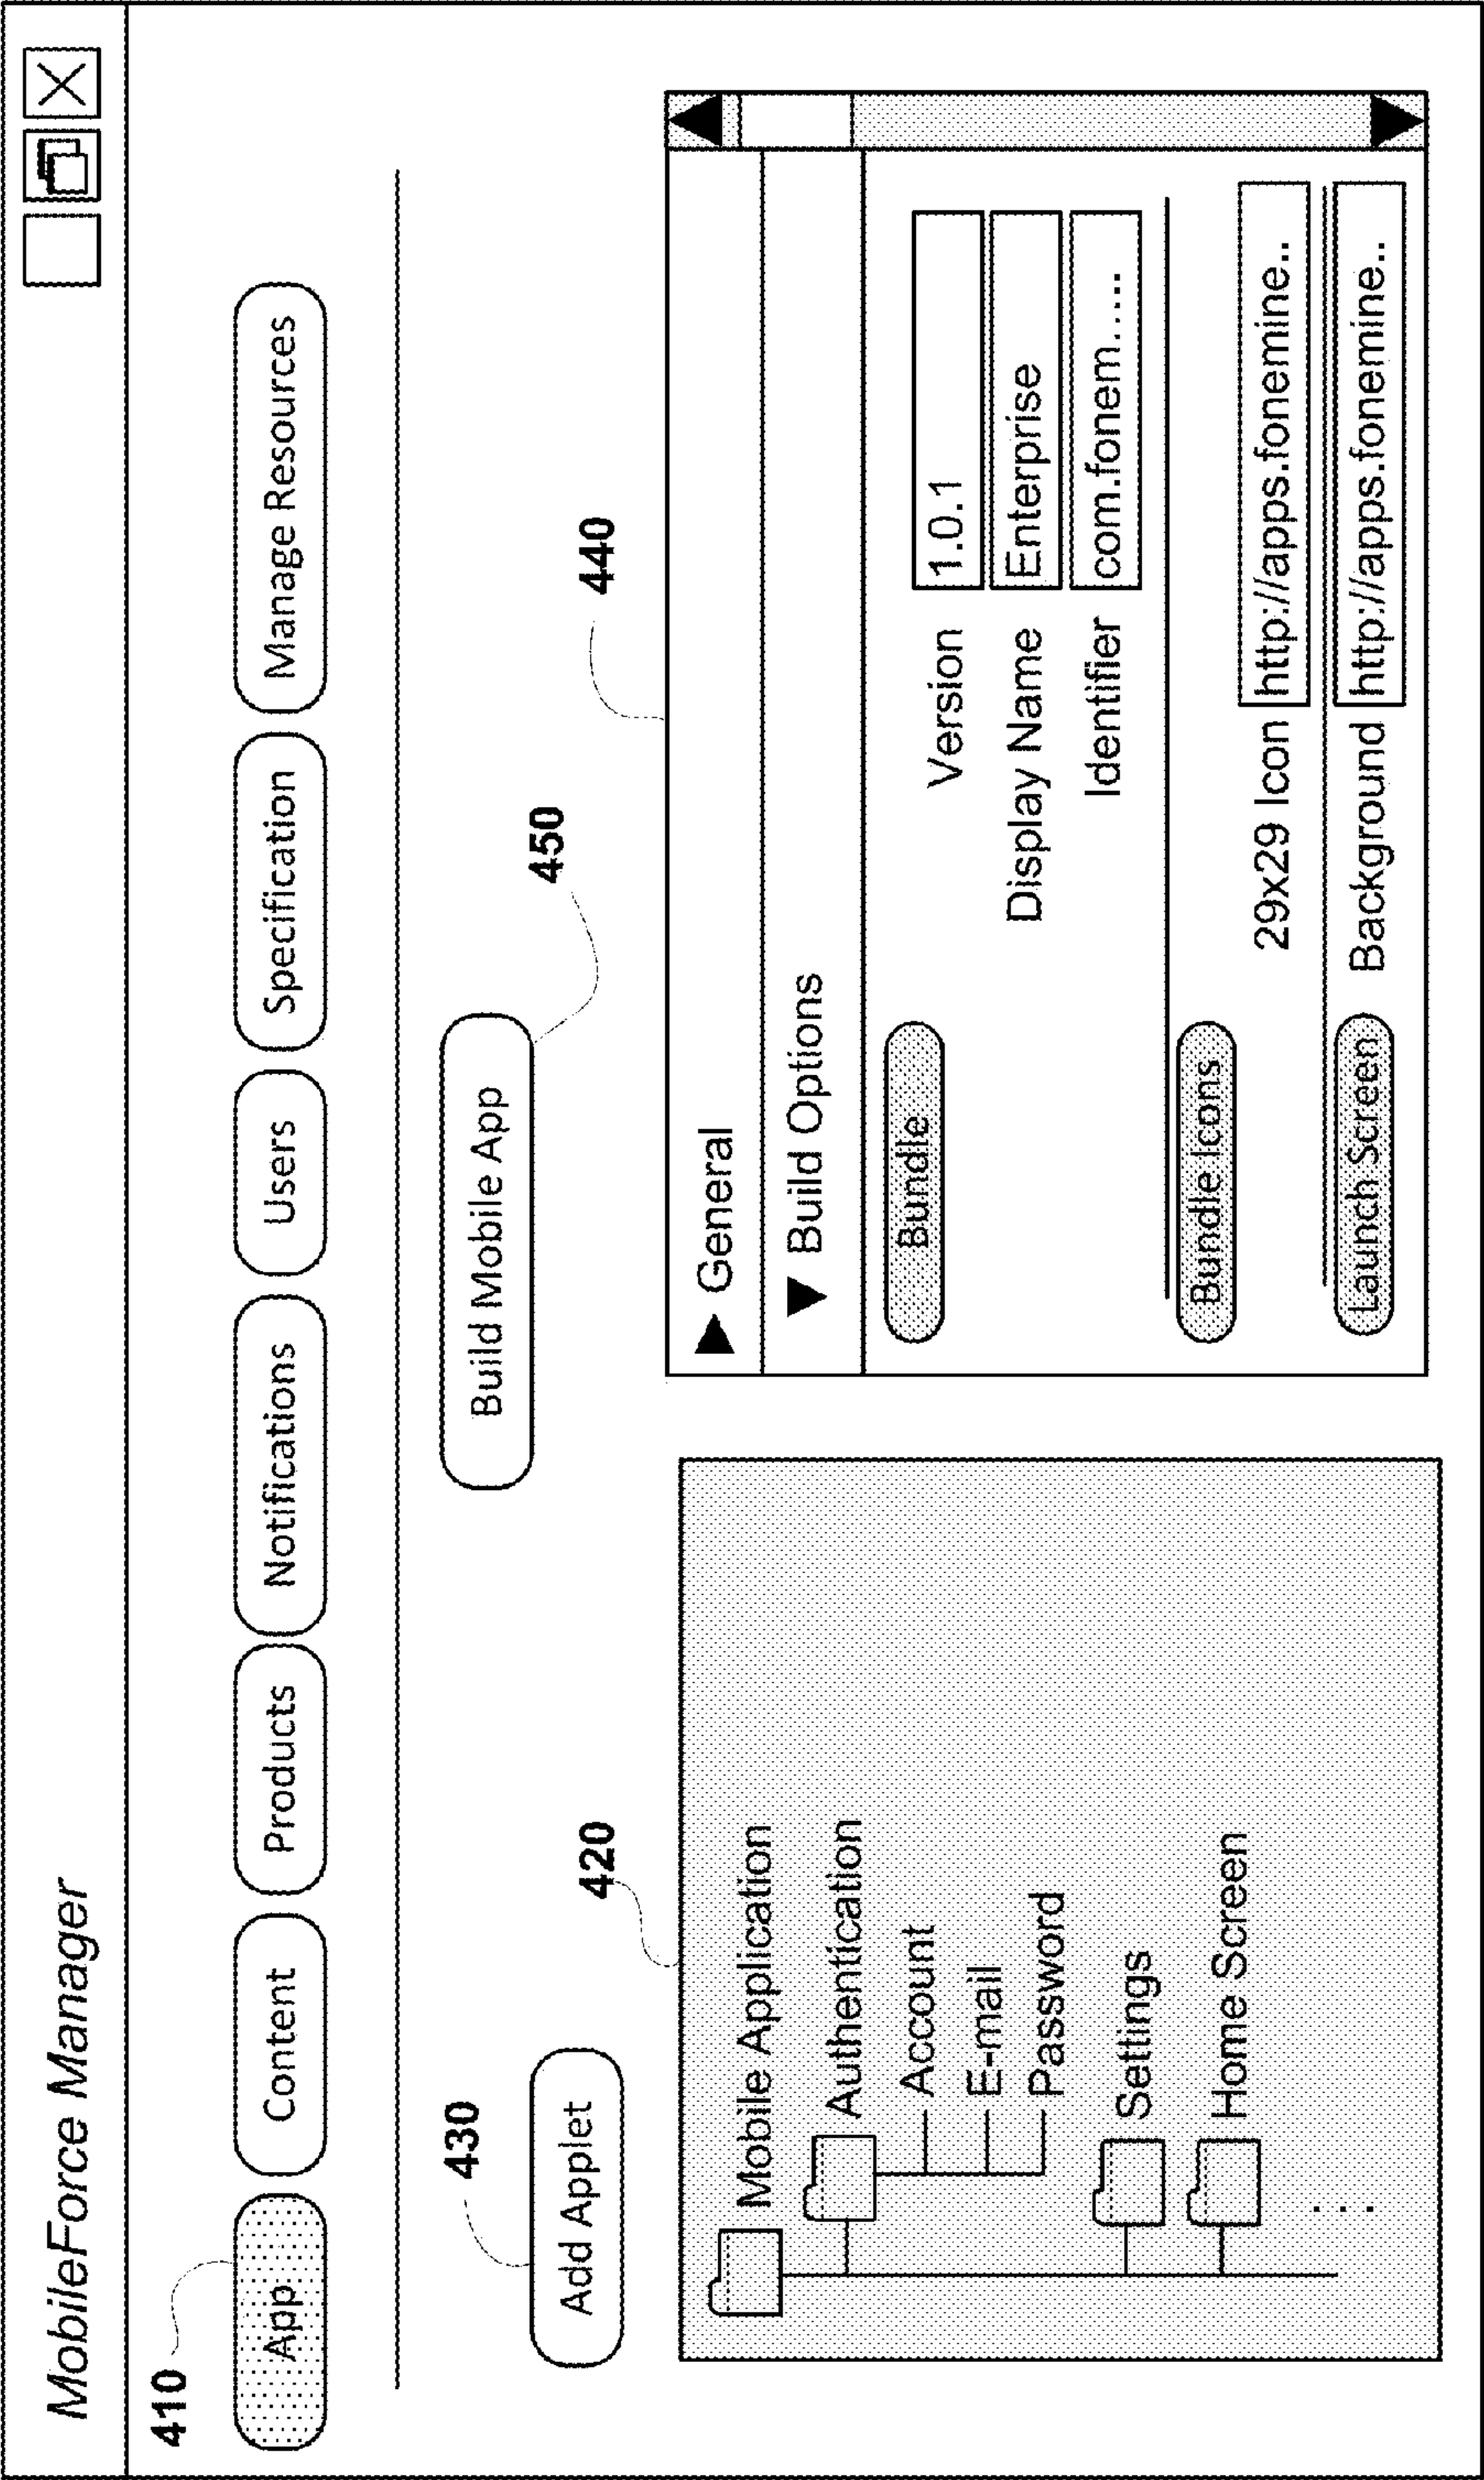 MobileForce Manager
410
App.
Content
Products
Notifications
Users
Specification
Manage Resources
430
Add Applet
Build Mobile App
450
420
Mobile Application
Authentication
Account
E-mail
Password
Settings
Home Screen
...
440
General
Build Options
Bundle
Version 1.0.1
Display Name Enterprise
Identifier com.fonem.....
Bundle Icons
29x29 Icon http://apps.fonemine..
Launch Screen Background http://apps.fonemine..